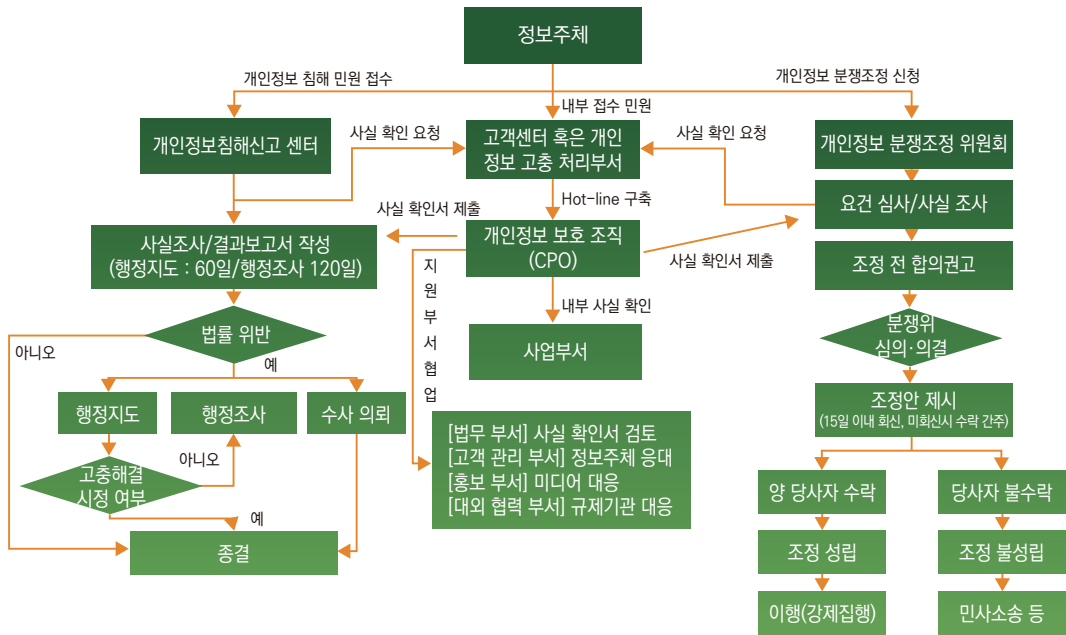 정보주체
개인정보 침해 민원 접수
개인정보 분쟁조정 신청
내부 접수 민원
개인정보침해신고 센터
사실 확인 요청
고객센터 혹은 개인
정보 고충 처리부서
사실 확인 요청
개인정보 분쟁조정 위원회
Hot-line 구축
요건 심사/사실 조사
사실 확인서 제출
사실조사/결과보고서 작성
(행정지도 : 60일/행정조사 120일)
개인정보 보호 조직
(CPO)
사실 확인서 제출
조정 전 합의권고
지
원
부
서
협
업
내부 사실 확인
법률 위반
아니오
예
사업부서
분쟁위
심의·의결
행정지도
행정조사
수사 의뢰
조정안 제시
(15일 이내 회신, 미회신시 수락 간주)
고충해결
시정 여부
아니오
예
[법무 부서] 사실 확인서 검토
[고객 관리 부서] 정보주체 응대
[홍보 부서] 미디어 대응
[대외 협력 부서] 규제기관 대응
양 당사자 수락
당사자 불수락
종결
조정 성립
조정 불성립
이행(강제집행)
민사소송 등